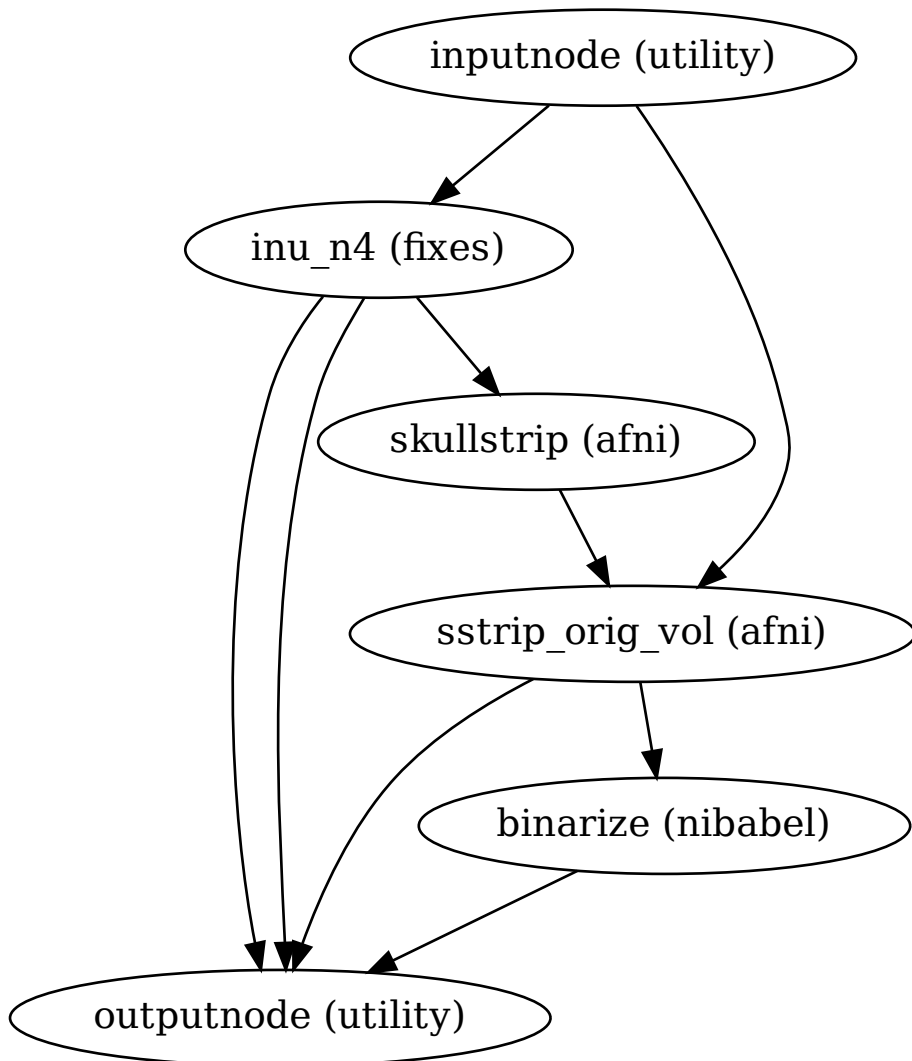 inputnode (utility)
inu_n4 (fixes)
skullstrip (afni)
sstrip_orig_vol (afni)
binarize (nibabel)
outputnode (utility)